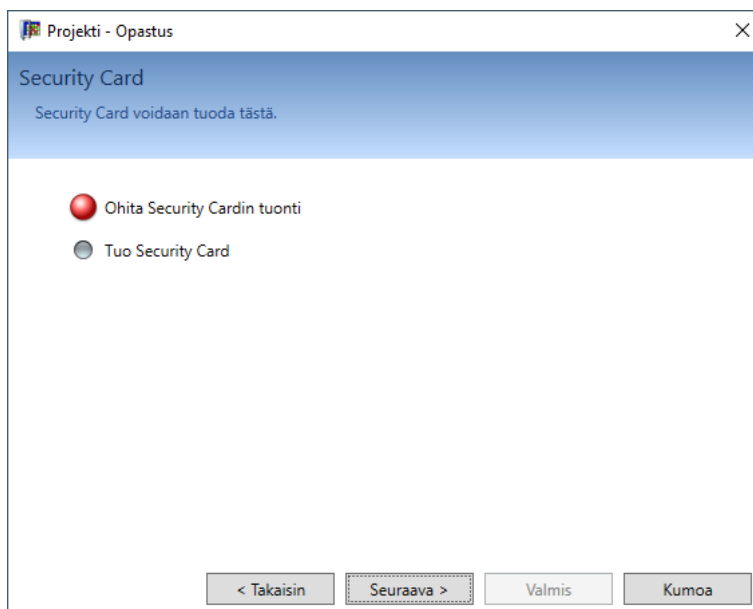 Projekti - Opastus
Security Card
Security Card voidaan tuoda tästä.
Ohita Security Cardin tuonti
Tuo Security Card
< Takaisin
Seuraava >
Valmis
Kumoa